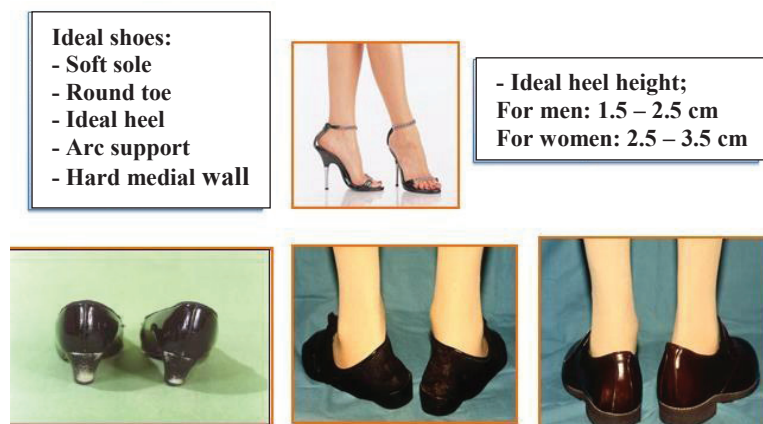 Ideal shoes:
- Soft sole
- Round toe
- Ideal heel
- Arc support
- Hard medial wall
- Ideal heel height;
For men: 1.5 – 2.5 cm
For women: 2.5 – 3.5 cm